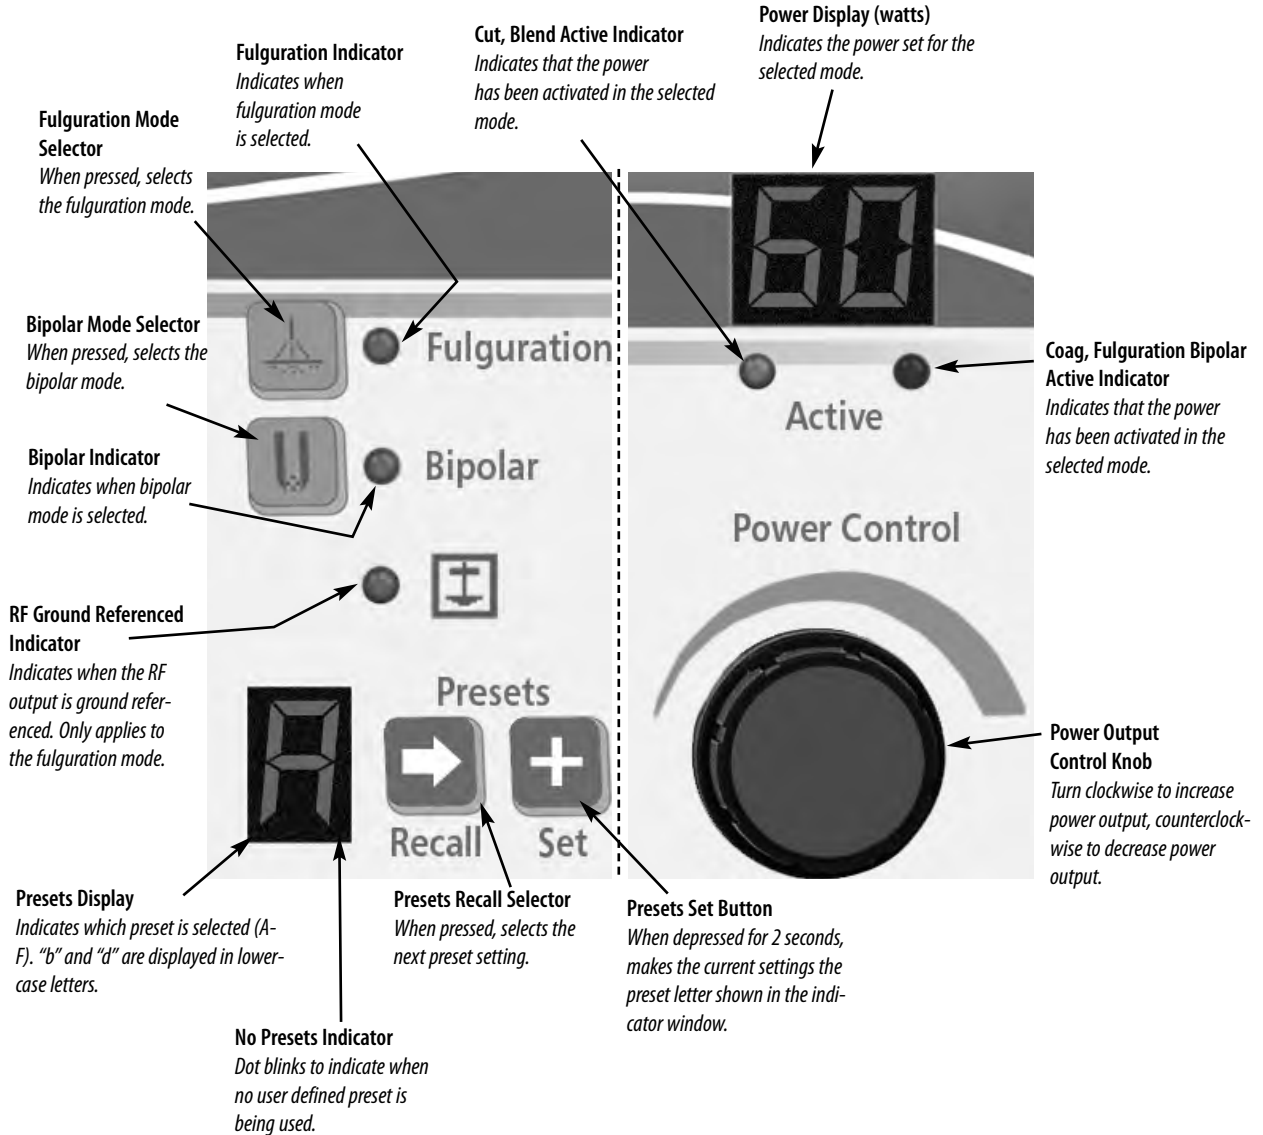 Power Display (watts)
Indicates the power set for the
selected mode.
Cut, Blend Active Indicator
Indicates that the power
has been activated in the selected
mode.
Fulguration Indicator
Indicates when
fulguration mode
is selected.
Fulguration Mode
Selector
When pressed, selects
the fulguration mode.
Bipolar Mode Selector
When pressed, selects the
bipolar mode.
Bipolar Indicator
Indicates when bipolar
mode is selected.
RF Ground Referenced
Indicator
Indicates when the RF
output is ground refer-
enced. Only applies to
the fulguration mode.
Fulguration
Bipolar
Presets
A
Recall
Set
60
Active
Power Control
Coag, Fulguration Bipolar
Active Indicator
Indicates that the power
has been activated in the
selected mode.
Power Output
Control Knob
Turn clockwise to increase
power output, counterclock-
wise to decrease power
output.
Presets Display
Indicates which preset is selected (A-
F). “b” and “d” are displayed in lower-
case letters.
No Presets Indicator
Dot blinks to indicate when
no user defined preset is
being used.
Presets Recall Selector
When pressed, selects the
next preset setting.
Presets Set Button
When depressed for 2 seconds,
makes the current settings the
preset letter shown in the indi-
cator window.